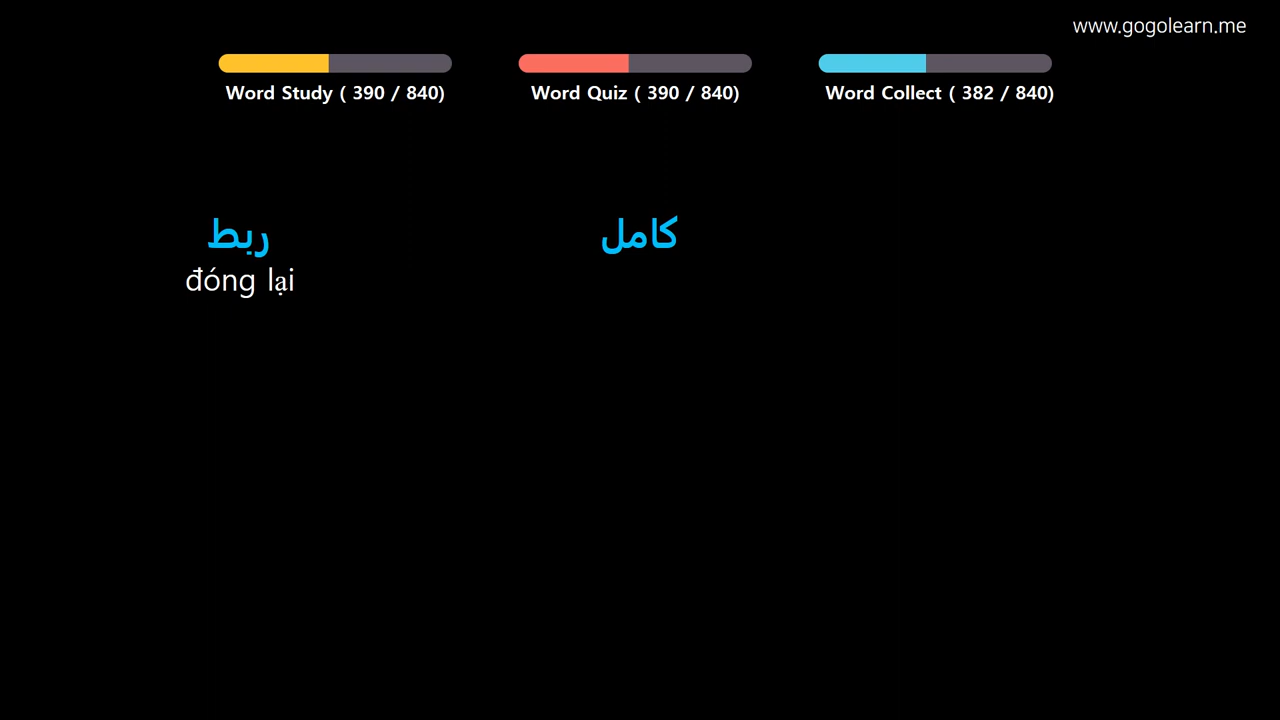 www.gogolearn.me
Word Study ( 390 / 840)
Word Quiz ( 390 / 840)
Word Collect ( 382 / 840)
ربط
đóng lại
كامل